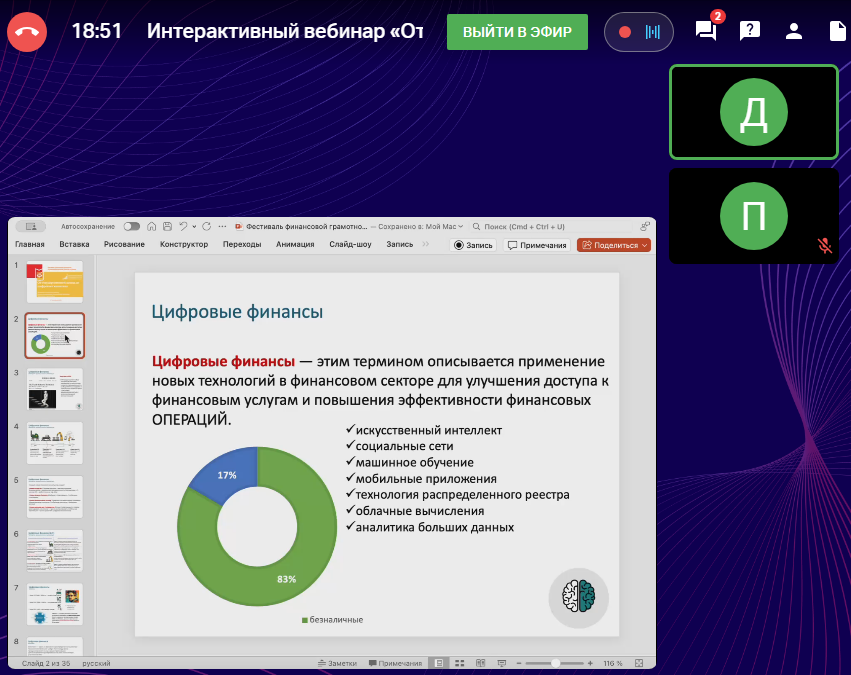 18:51
Интерактивный вебинар «От
ВЫЙТИ В ЭФИР
2
Д
П
Автосохранение
Фестиваль финансовой грамотно... — Сохранено в: Мой Mac
Поиск (Cmd + Ctrl + U)
Главная Вставка Рисование Конструктор Переходы Анимация Слайд-шоу Запись
Запись
Примечания
Поделиться
1
2
3
4
5
6
7
8
Цифровые финансы
Цифровые финансы — этим термином описывается применение
новых технологий в финансовом секторе для улучшения доступа к
финансовым услугам и повышения эффективности финансовых
ОПЕРАЦИЙ.
✓искусственный интеллект
✓социальные сети
✓машинное обучение
✓мобильные приложения
✓технология распределенного реестра
✓облачные вычисления
✓аналитика больших данных
17%
83%
безналичные
Слайд 2 из 36 русский
Заметки
Примечания
116 %